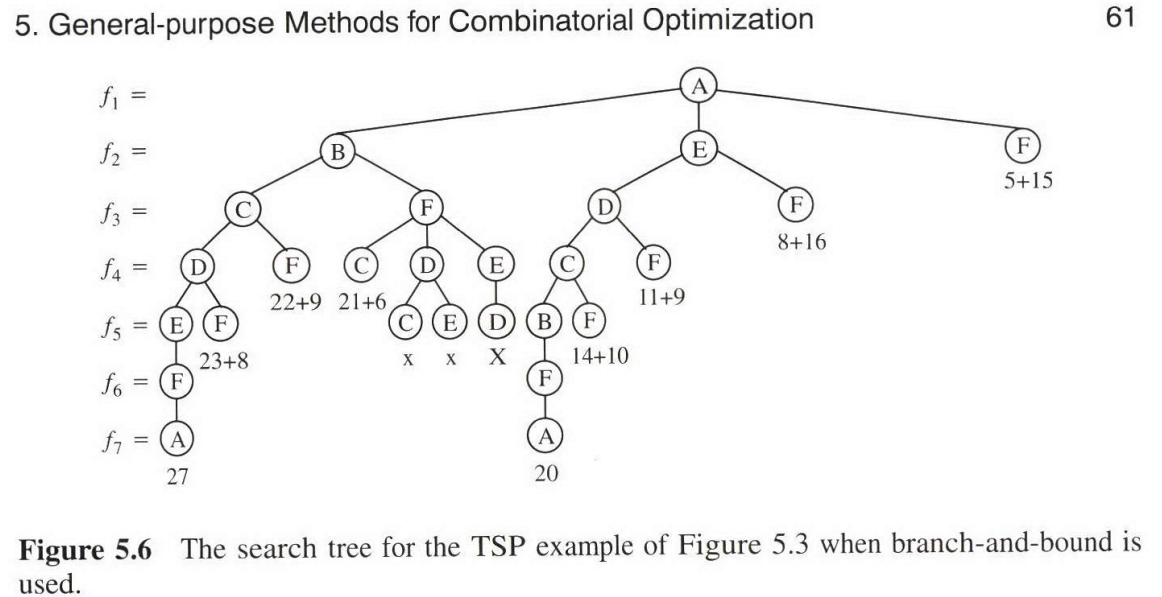 5. General-purpose Methods for Combinatorial Optimization 61
f₁ = A
f₂ = B E F
5+15
f₃ = C F D F
8+16
f₄ = D F C D E C F
22+9 21+6 11+9
f₅ = E F C E D B F
23+8 x x X 14+10
f₆ = F F
f₇ = A A
27 20
Figure 5.6 The search tree for the TSP example of Figure 5.3 when branch-and-bound is
used.